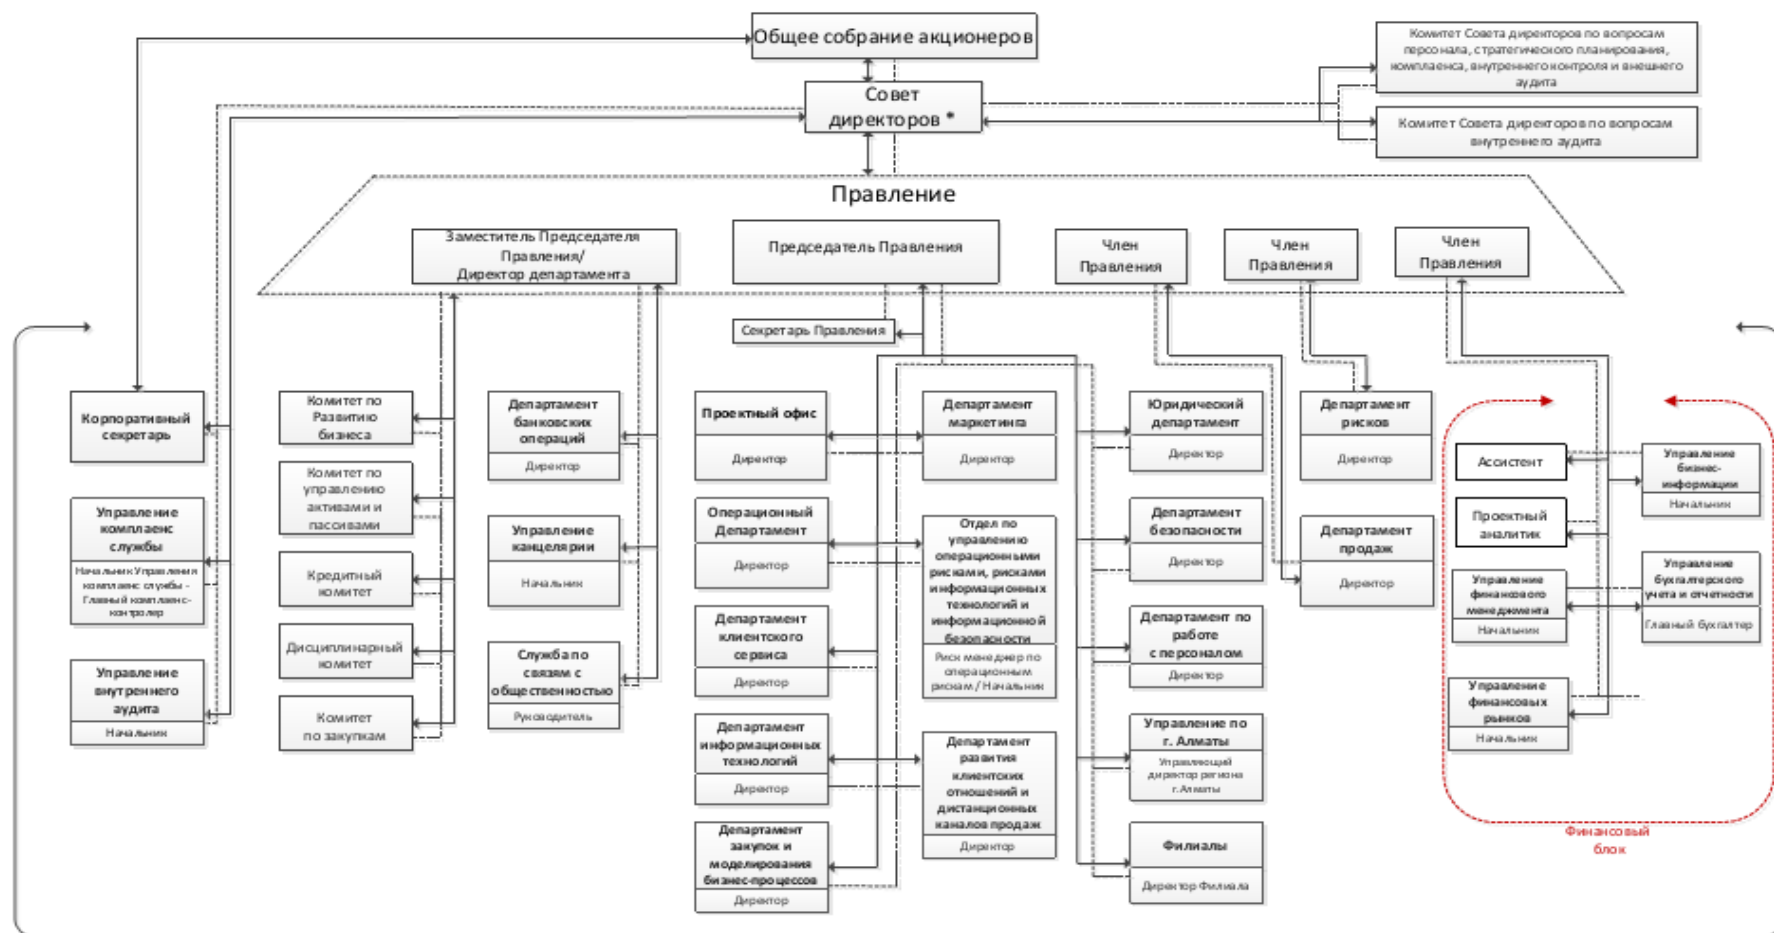 Общее собрание акционеров
Совет
директоров *
Комитет Совета директоров по вопросам
персонала, стратегического планирования,
комплаенса, внутреннего контроля и внешнего
аудита
Комитет Совета директоров по вопросам
внутреннего аудита
Правление
Заместитель Председателя
Правления/
Директор департамента
Председатель Правления
Член
Правления
Член
Правления
Член
Правления
Секретарь Правления
Корпоративный
секретарь
Управление
комплаенс
службы
Начальник Управления
комплаенс службы -
Главный комплаенс-
контролер
Управление
внутреннего
аудита
Начальник
Комитет по
Развитию
бизнеса
Комитет по
управлению
активами и
пассивами
Кредитный
комитет
Дисциплинарный
комитет
Комитет
по закупкам
Департамент
банковских
операций
Директор
Управление
канцелярии
Начальник
Служба по
связям с
общественностью
Руководитель
Проектный офис
Директор
Операционный
Департамент
Директор
Департамент
клиентского
сервиса
Директор
Департамент
информационных
технологий
Директор
Департамент
закупок и
моделирования
бизнес-процессов
Директор
Департамент
маркетинга
Директор
Отдел по
управлению
операционными
рисками, рисками
информационных
технологий и
информационной
безопасности
Риск менеджер по
операционным
рискам / Начальник
Департамент
развития
клиентских
отношений и
дистанционных
каналов продаж
Директор
Юридический
департамент
Директор
Департамент
безопасности
Директор
Департамент по
работе
с персоналом
Директор
Управление по
г. Алматы
Управляющий
директор региона
г.Алматы
Филиалы
Директор Филиала
Департамент
рисков
Директор
Департамент
продаж
Директор
Ассистент
Проектный
аналитик
Управление
финансового
менеджмента
Начальник
Управление
финансовых
рынков
Начальник
Управление
бизнес-
информации
Начальник
Управление
бухгалтерского
учета и отчетности
Главный бухгалтер
Финансовый
блок